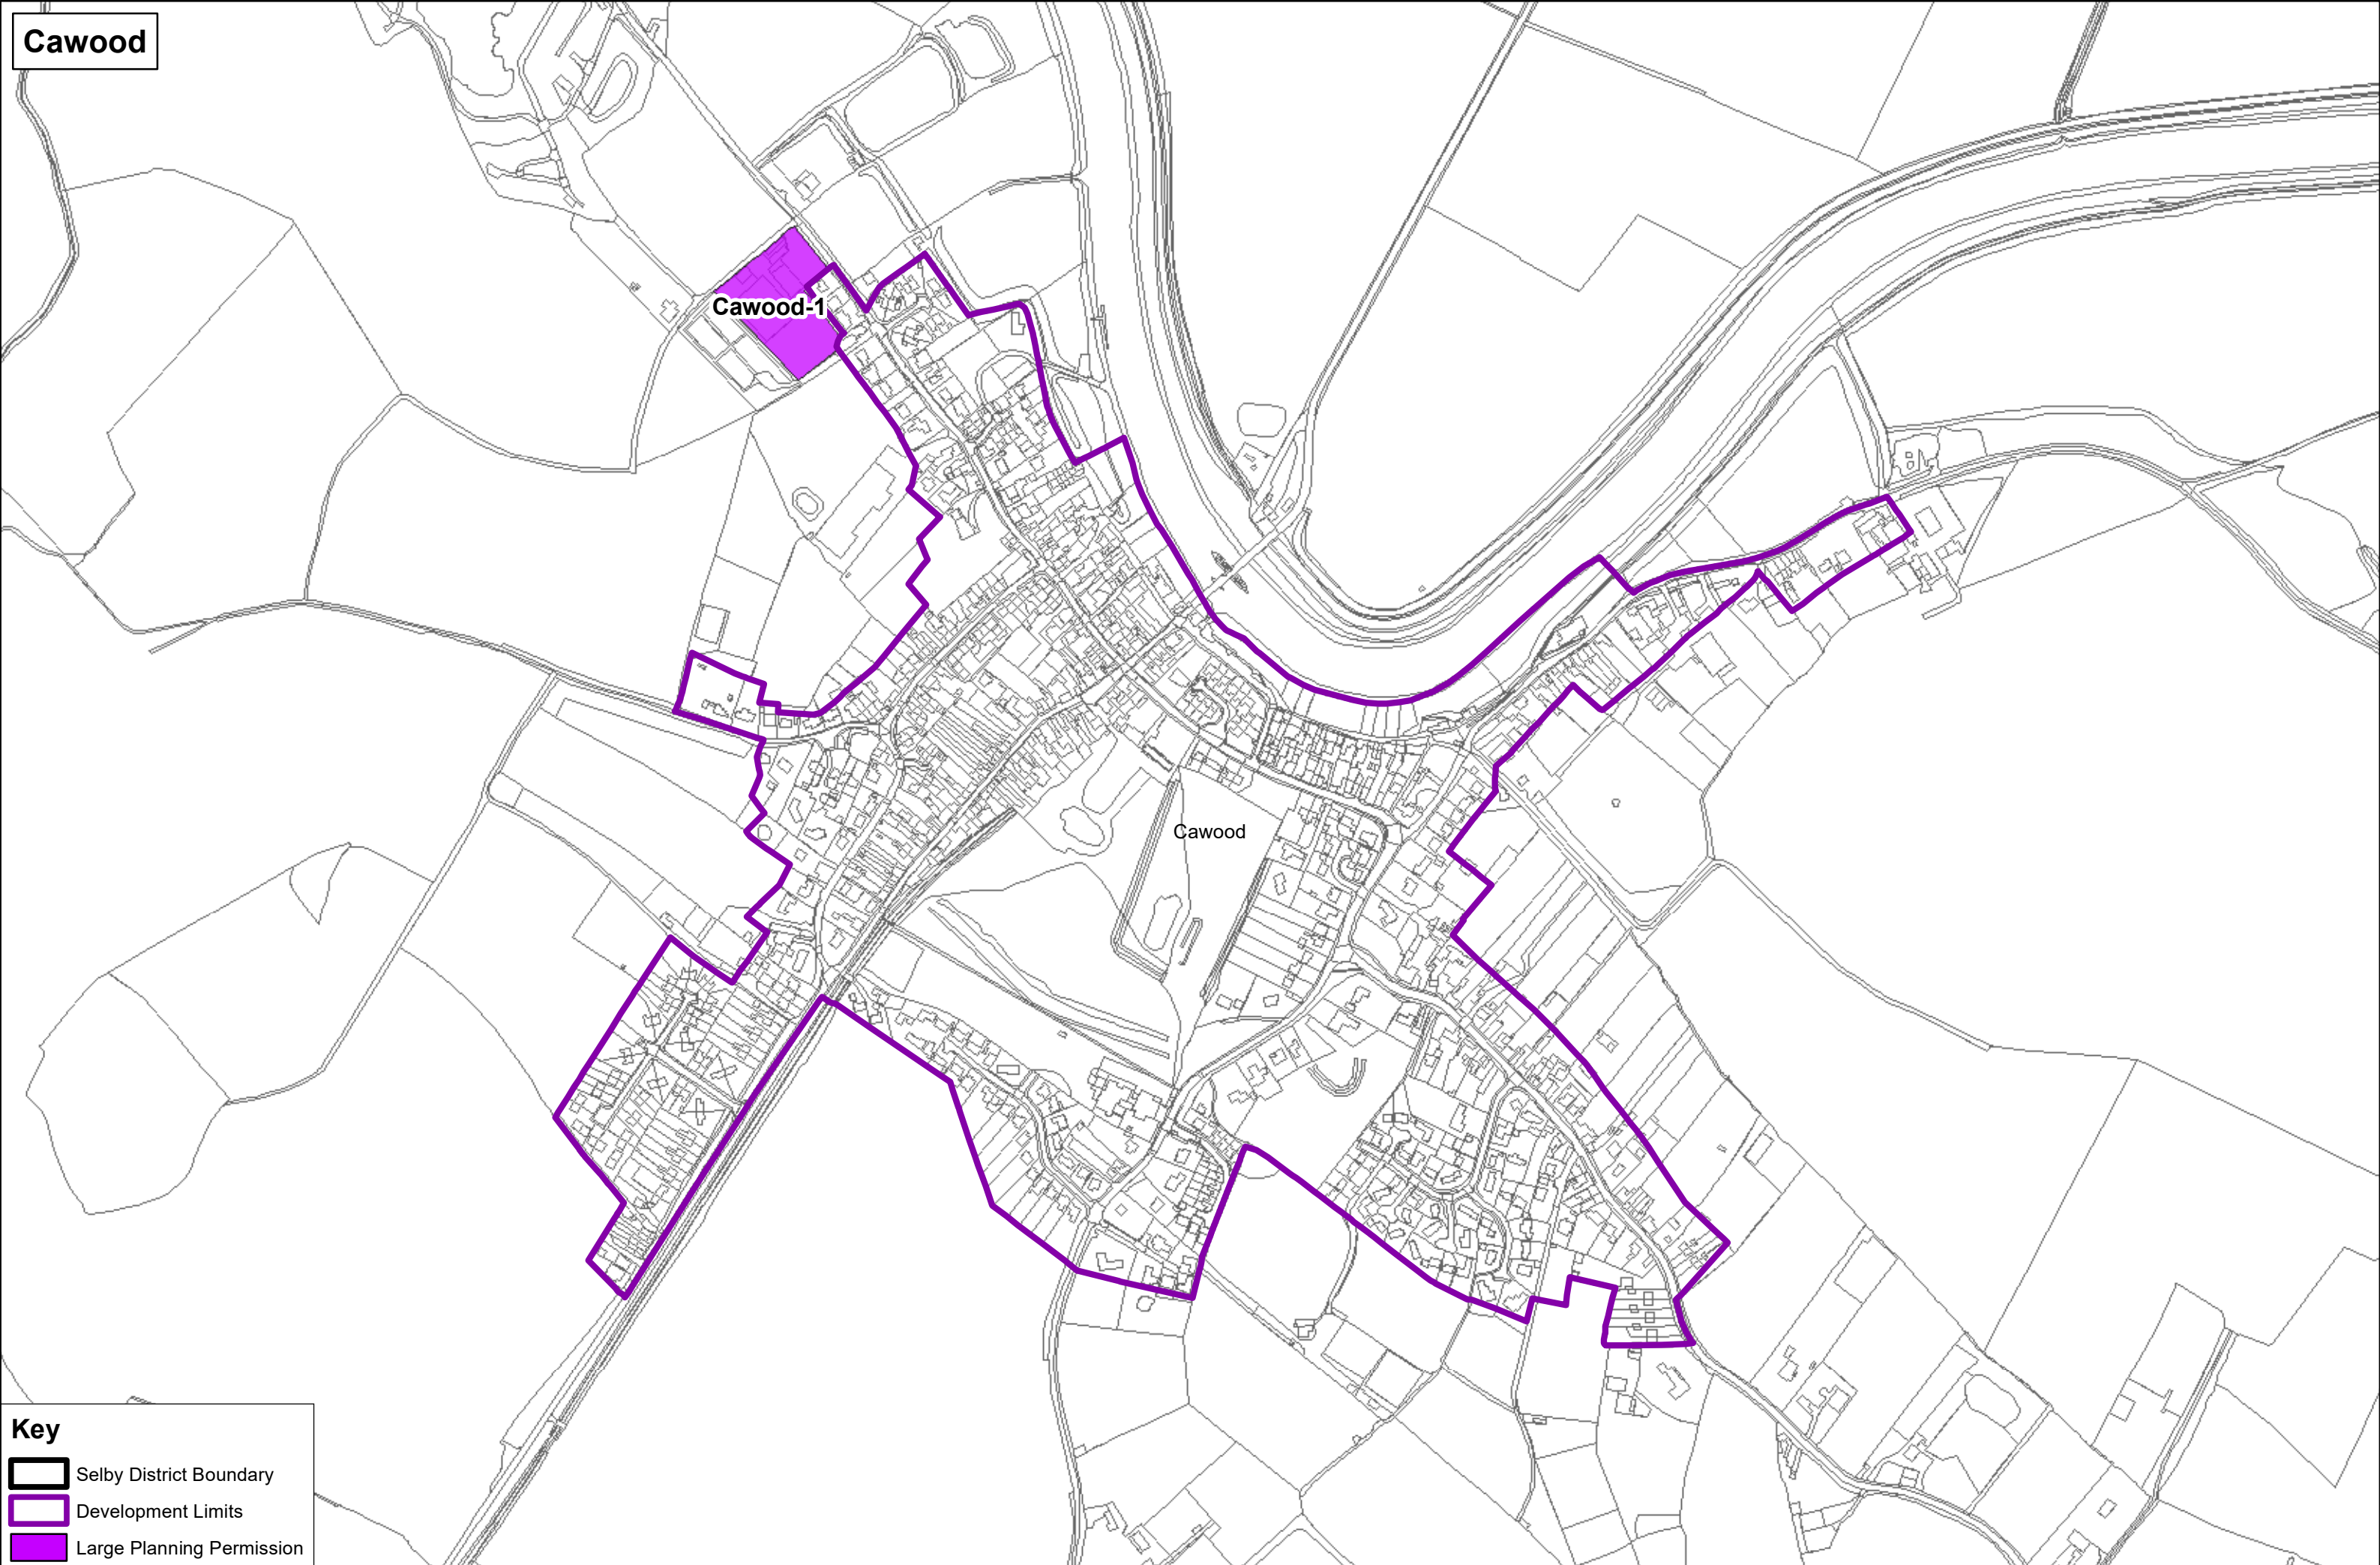 Cawood
Cawood-1
Cawood
Key
Selby District Boundary
Development Limits
Large Planning Permission